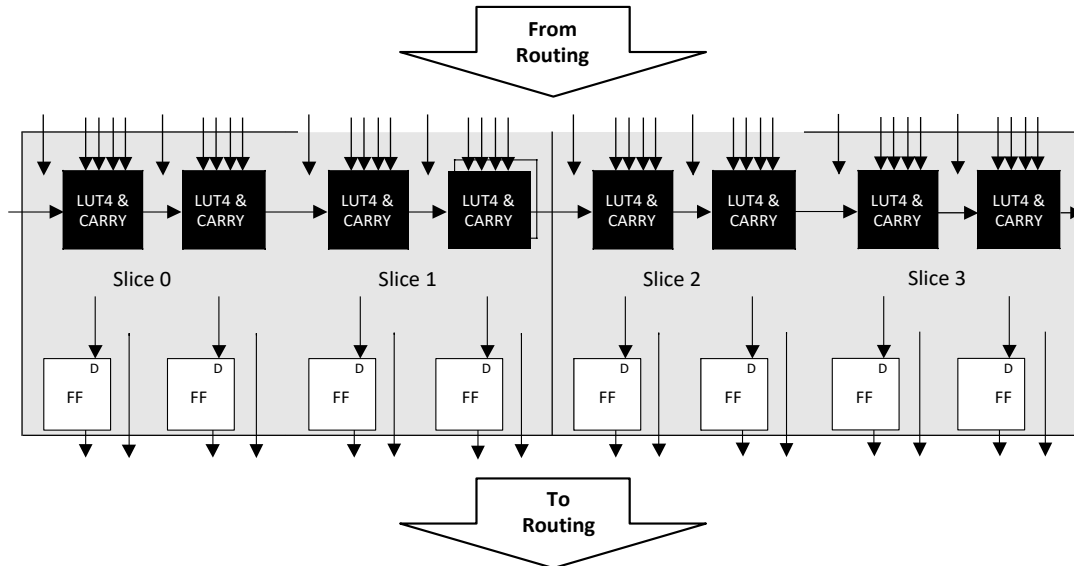 From
Routing
LUT4 &
CARRY
LUT4 &
CARRY
LUT4 &
CARRY
LUT4 &
CARRY
LUT4 &
CARRY
LUT4 &
CARRY
LUT4 &
CARRY
LUT4 &
CARRY
Slice 0
Slice 1
Slice 2
Slice 3
D
FF
D
FF
D
FF
D
FF
D
FF
D
FF
D
FF
D
FF
To
Routing